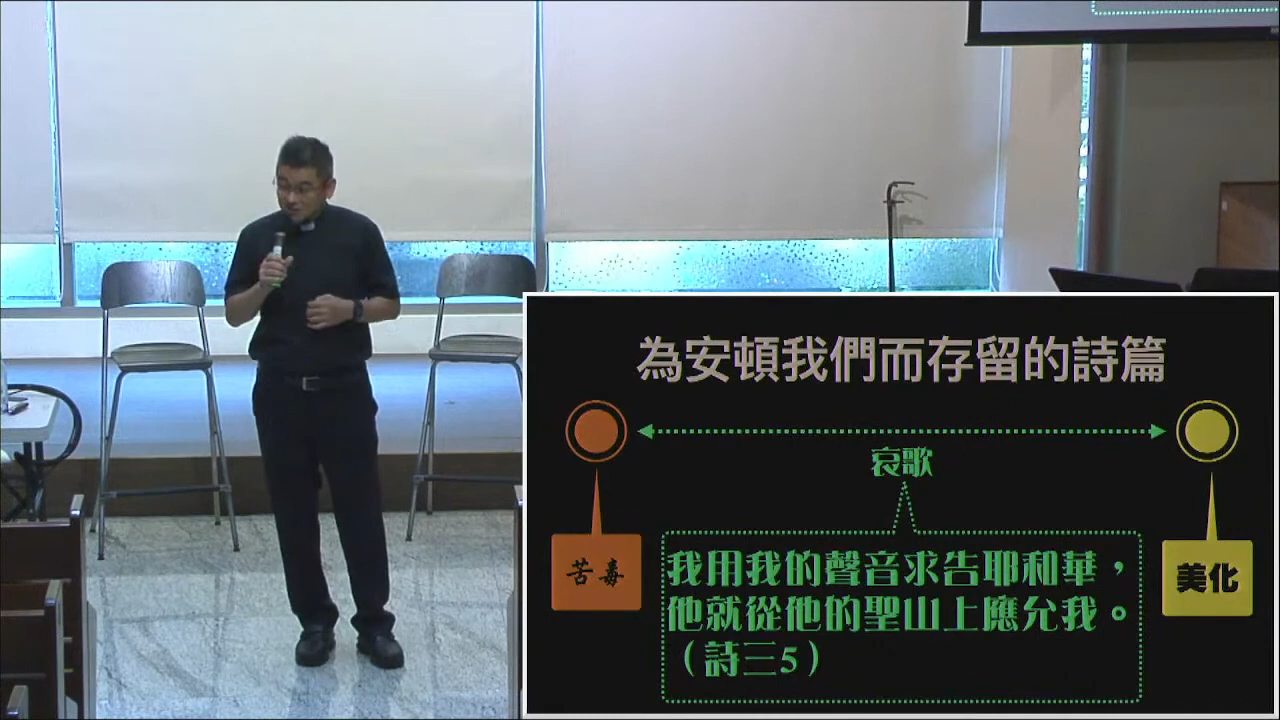 為安頓我們而存留的詩篇
哀歌
苦毒
我用我的聲音求告耶和華，
他就從他的聖山上應允我。
（詩三5）
美化